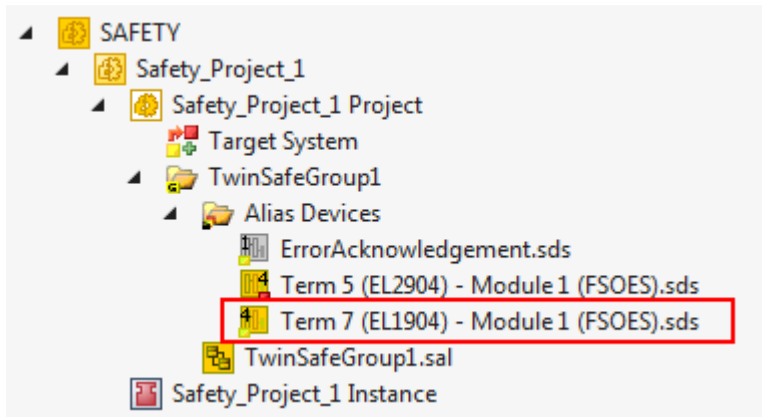 SAFETY
Safety_Project_1
Safety_Project_1 Project
Target System
TwinSafeGroup1
Alias Devices
ErrorAcknowledgement.sds
Term 5 (EL2904) - Module 1 (FSOES).sds
Term 7 (EL1904) - Module 1 (FSOES).sds
TwinSafeGroup1.sal
Safety_Project_1 Instance